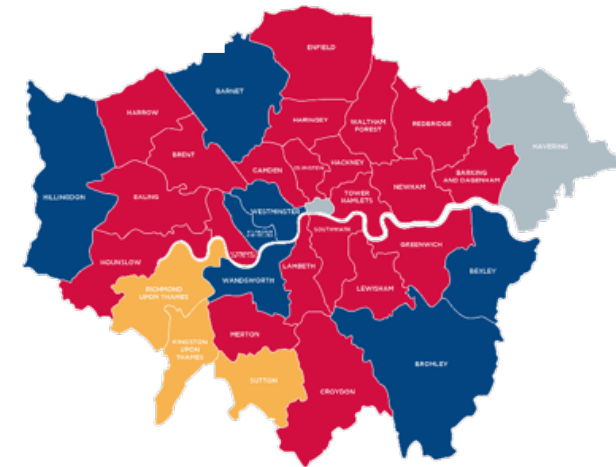 ENFIELD
BARNET
HARROW
HARINGEY
WALTHAM
FOREST
REDBRIDGE
HAVERING
BRENT
CAMDEN
ISLINGTON
HACKNEY
BARKING
AND DAGENHAM
HILLINGDON
EALING
TOWER
HAMLETS
NEWHAM
WESTMINSTER
HOUNSLOW
SOUTHWARK
GREENWICH
LAMBETH
BEXLEY
RICHMOND
UPON THAMES
WANDSWORTH
LEWISHAM
MERTON
KINGSTON
UPON
THAMES
BROMLEY
SUTTON
CROYDON